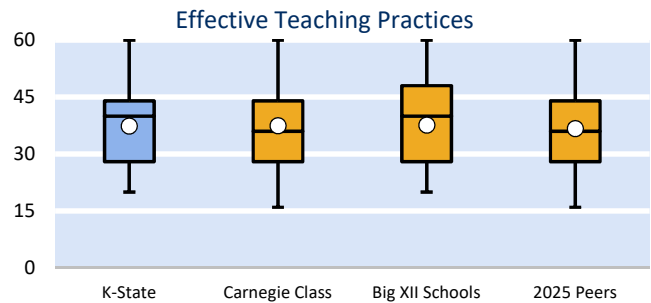 Effective Teaching Practices
60
45
30
15
0
K-State
Carnegie Class
Big XII Schools
2025 Peers